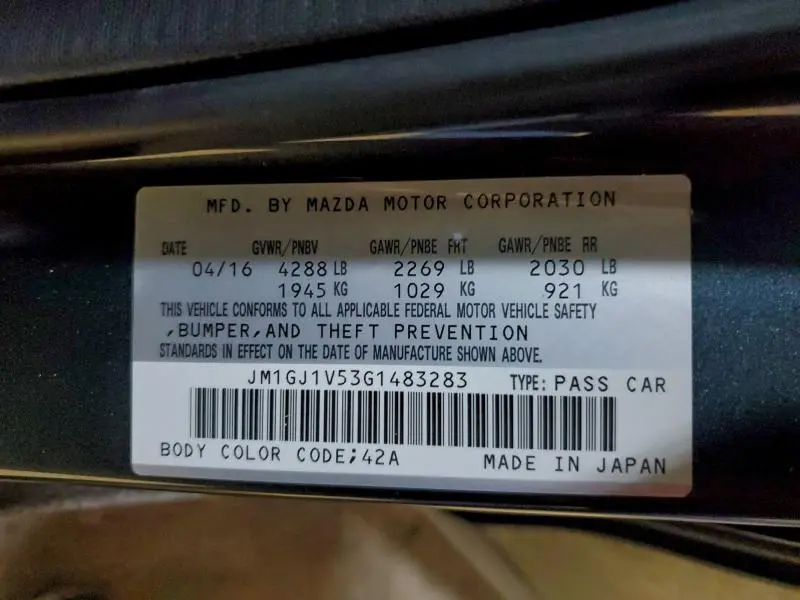 MFD. BY MAZDA MOTOR CORPORATION
DATE GVWR/PNBV GAWR/PNBE FRT GAWR/PNBE RR
04/16 4288 LB 2269 LB 2030 LB
1945 KG 1029 KG 921 KG
THIS VEHICLE CONFORMS TO ALL APPLICABLE FEDERAL MOTOR VEHICLE SAFETY
,BUMPER,AND THEFT PREVENTION
STANDARDS IN EFFECT ON THE DATE OF MANUFACTURE SHOWN ABOVE.
JM1GJ1V53G1483283 TYPE: PASS CAR
BODY COLOR CODE;42A MADE IN JAPAN